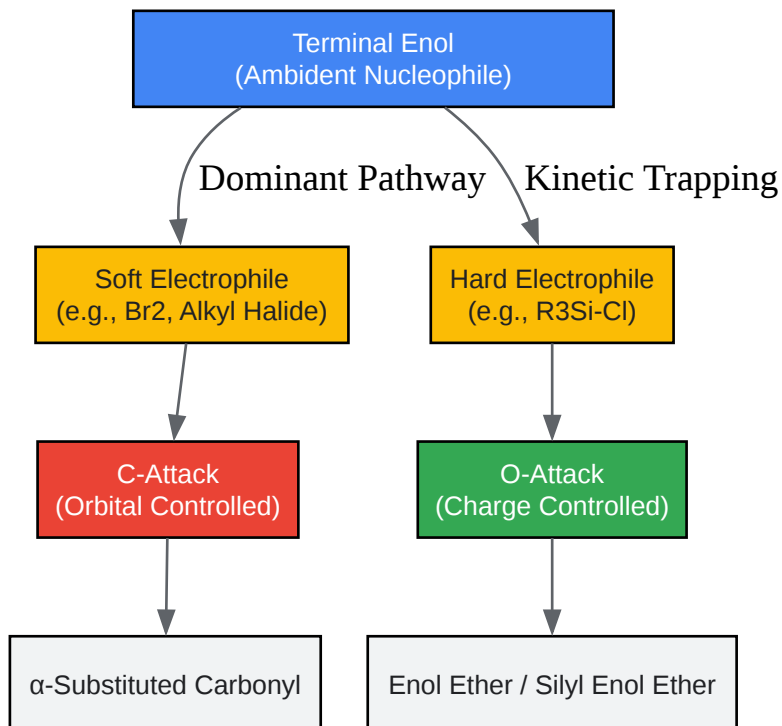 Terminal Enol
(Ambident Nucleophile)
Dominant Pathway
Kinetic Trapping
Soft Electrophile
(e.g., Br2, Alkyl Halide)
Hard Electrophile
(e.g., R3Si-Cl)
C-Attack
(Orbital Controlled)
O-Attack
(Charge Controlled)
α-Substituted Carbonyl
Enol Ether / Silyl Enol Ether